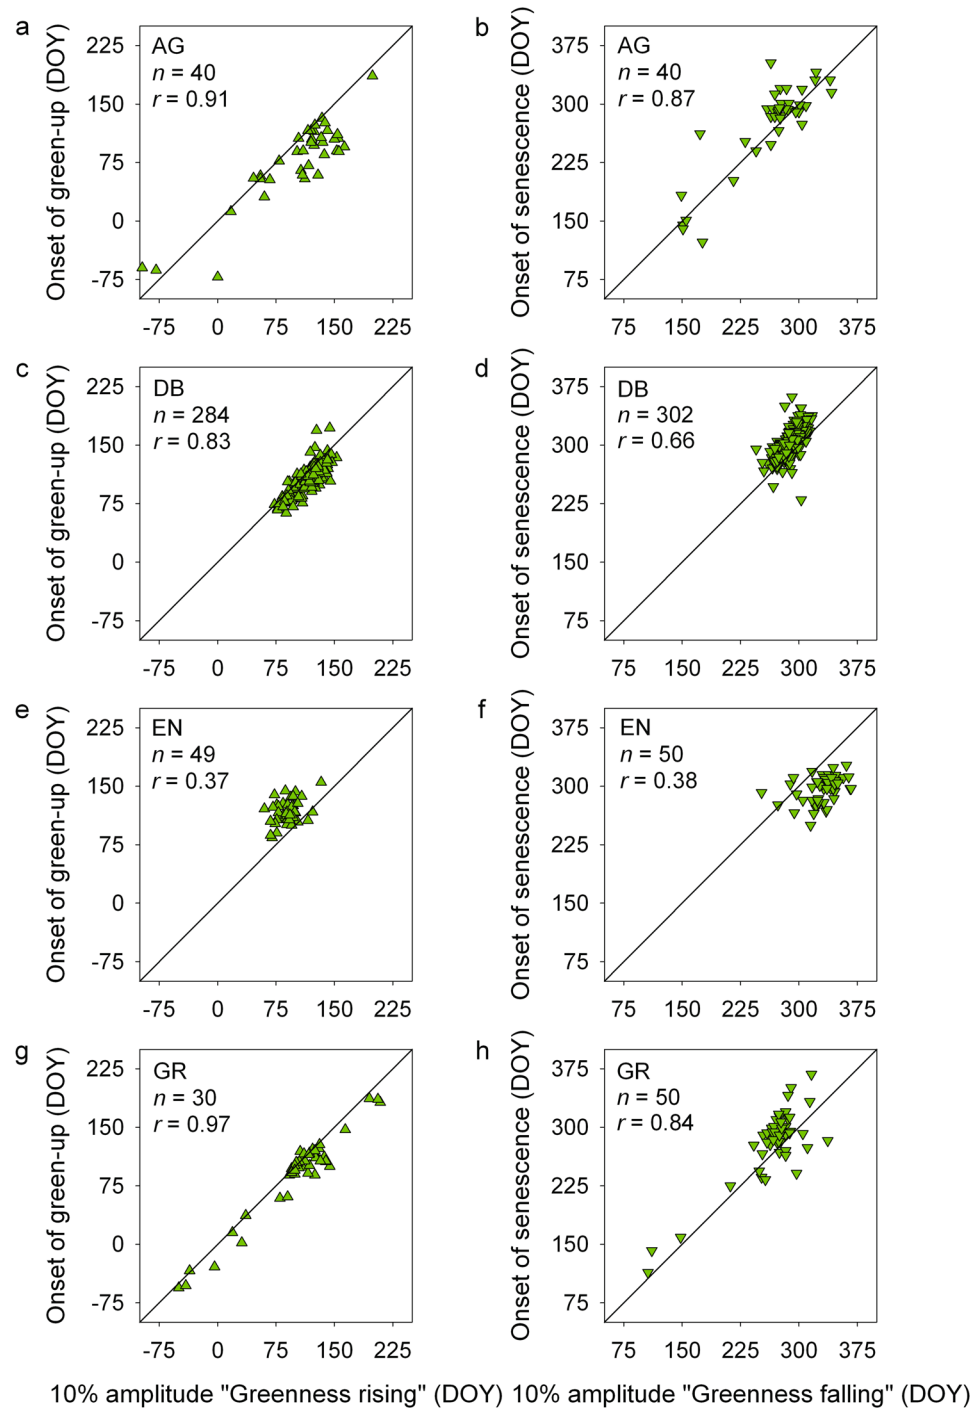 a
AG
n = 40
r = 0.91
Onset of green-up (DOY)
225
150
75
0
-75
-75 0 75 150 225
b
AG
n = 40
r = 0.87
Onset of senescence (DOY)
375
300
225
150
75
75 150 225 300 375
c
DB
n = 284
r = 0.83
Onset of green-up (DOY)
225
150
75
0
-75
-75 0 75 150 225
d
DB
n = 302
r = 0.66
Onset of senescence (DOY)
375
300
225
150
75
75 150 225 300 375
e
EN
n = 49
r = 0.37
Onset of green-up (DOY)
225
150
75
0
-75
-75 0 75 150 225
f
EN
n = 50
r = 0.38
Onset of senescence (DOY)
375
300
225
150
75
75 150 225 300 375
g
GR
n = 30
r = 0.97
Onset of green-up (DOY)
225
150
75
0
-75
-75 0 75 150 225
h
GR
n = 50
r = 0.84
Onset of senescence (DOY)
375
300
225
150
75
75 150 225 300 375
10% amplitude "Greenness rising" (DOY)
10% amplitude "Greenness falling" (DOY)